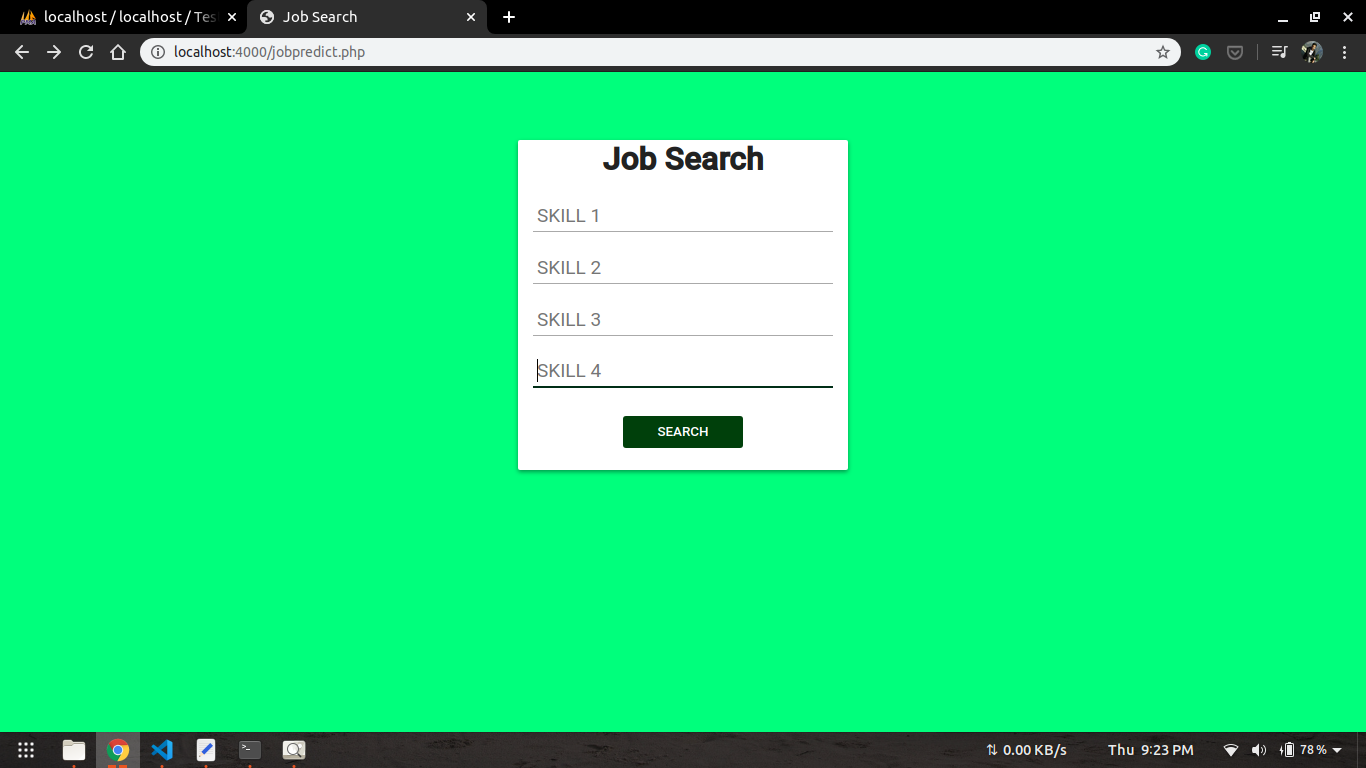 localhost / localhost / Tes
Job Search
localhost:4000/jobpredict.php
Job Search
SKILL 1
SKILL 2
SKILL 3
SKILL 4
SEARCH
0.00 KB/s
Thu 9:23 PM
78 %